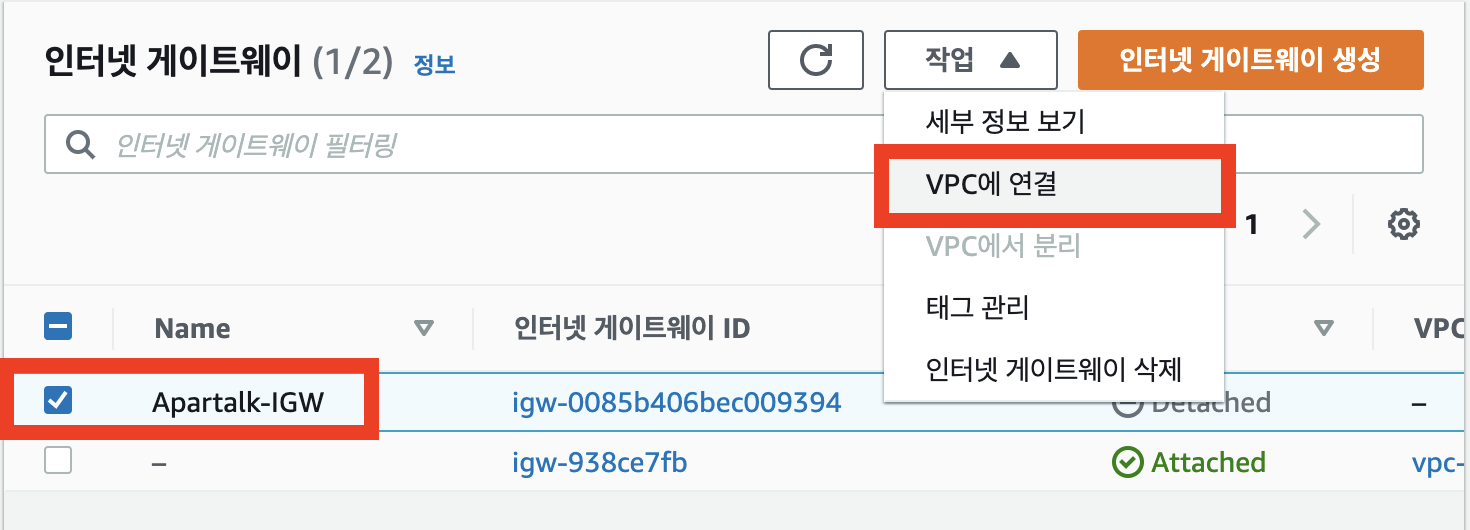 인터넷 게이트웨이 (1/2) 정보
작업 ▲
인터넷 게이트웨이 생성
인터넷 게이트웨이 필터링
세부 정보 보기
VPC에 연결
VPC에서 분리
태그 관리
인터넷 게이트웨이 삭제
1
Name 인터넷 게이트웨이 ID VPC
Apartalk-IGW igw-0085b406bec009394 Detached –
– igw-938ce7fb Attached vpc-